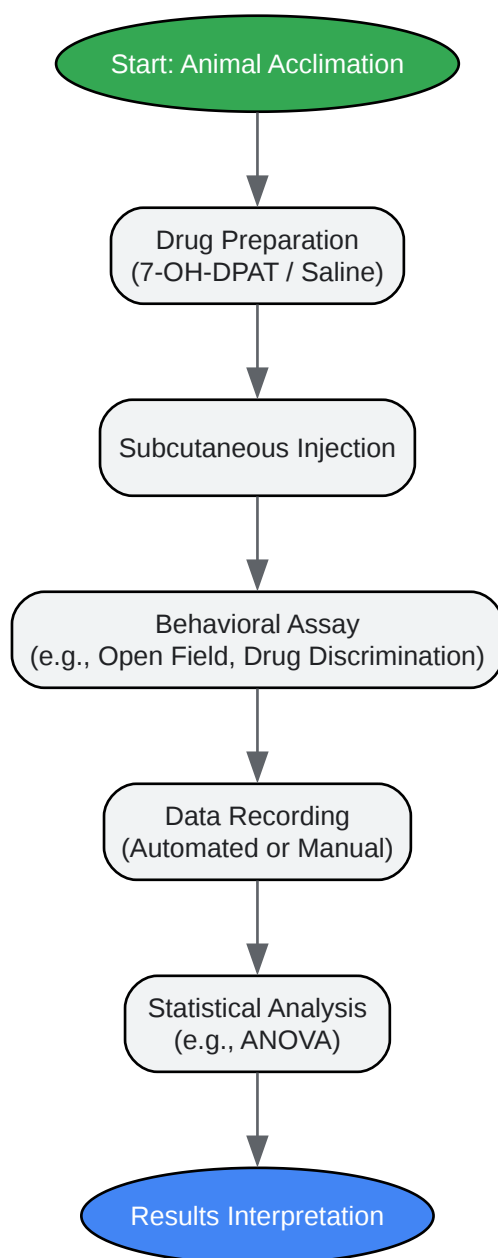 Start: Animal Acclimation
Drug Preparation
(7-OH-DPAT / Saline)
Subcutaneous Injection
Behavioral Assay
(e.g., Open Field, Drug Discrimination)
Data Recording
(Automated or Manual)
Statistical Analysis
(e.g., ANOVA)
Results Interpretation